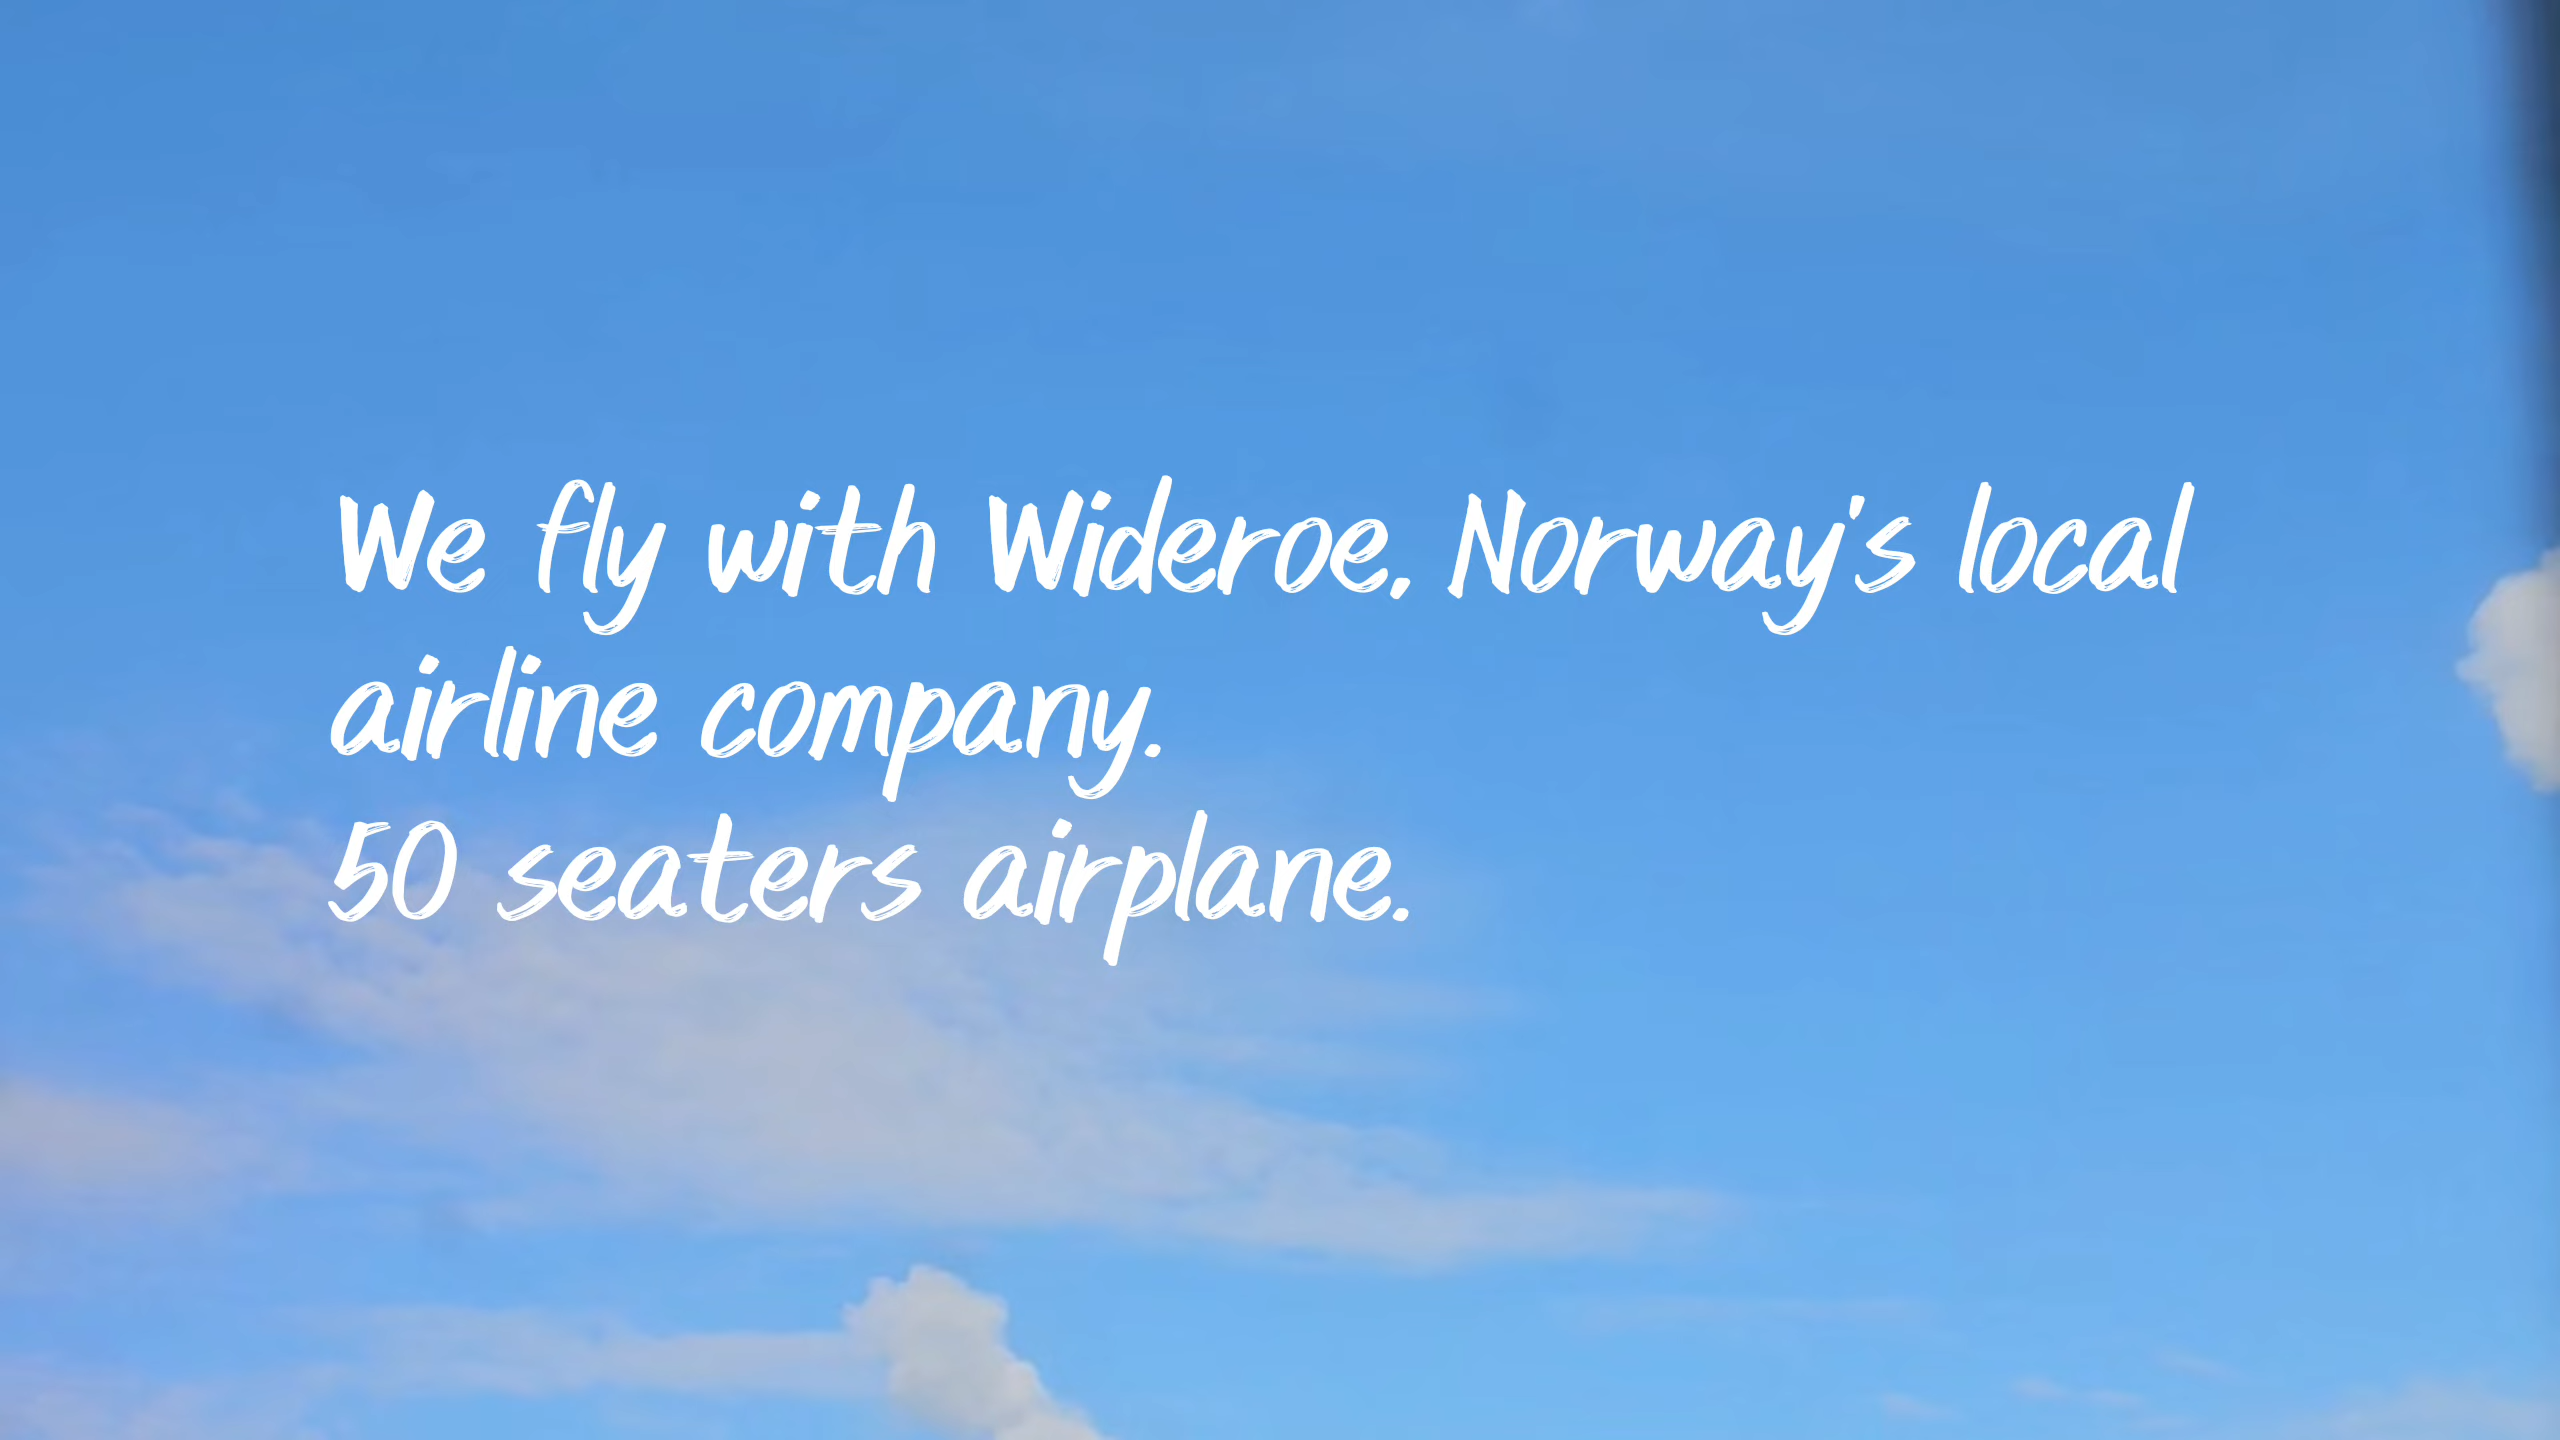 We fly with Wideroe, Norway's local
airline company.
50 seaters airplane.